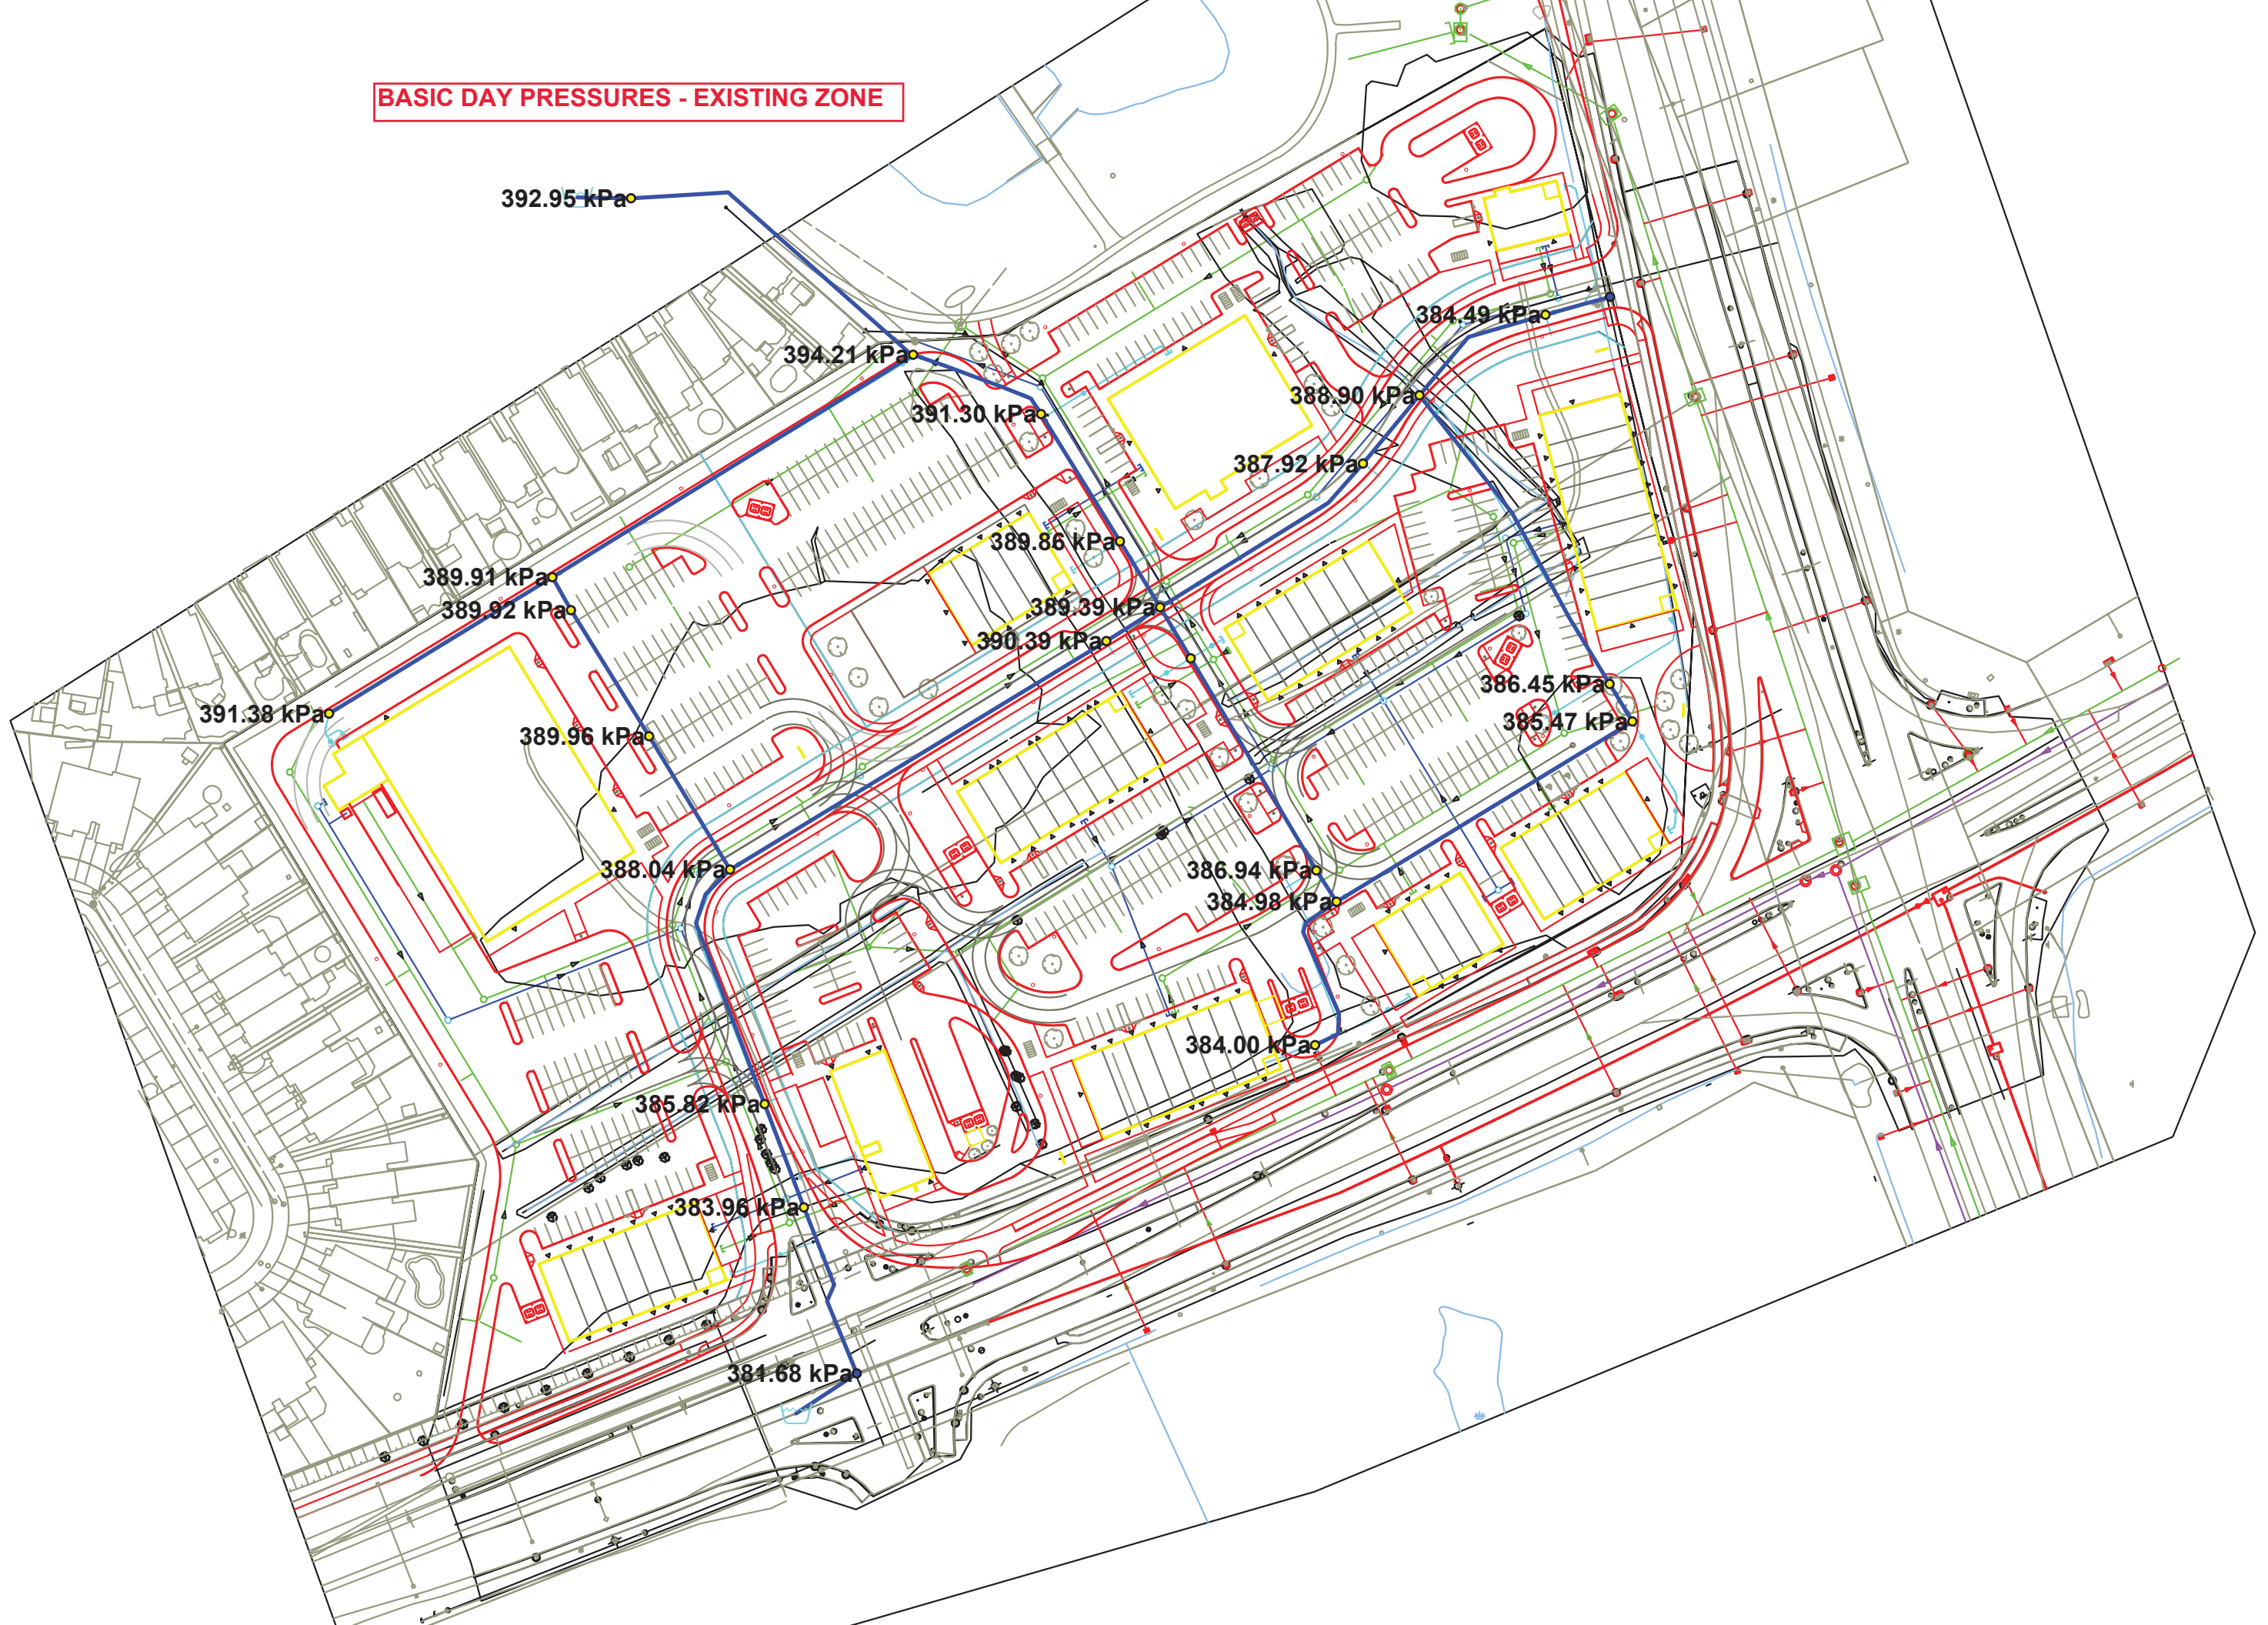 BASIC DAY PRESSURES - EXISTING ZONE
392.95 kPa
384.49 kPa
394.21 kPa
388.90 kPa
391.30 kPa
387.92 kPa
389.86 kPa
389.91 kPa
389.92 kPa
389.39 kPa
390.39 kPa
386.45 kPa
391.38 kPa
385.47 kPa
389.96 kPa
388.04 kPa
386.94 kPa
384.98 kPa
384.00 kPa
385.82 kPa
383.96 kPa
381.68 kPa